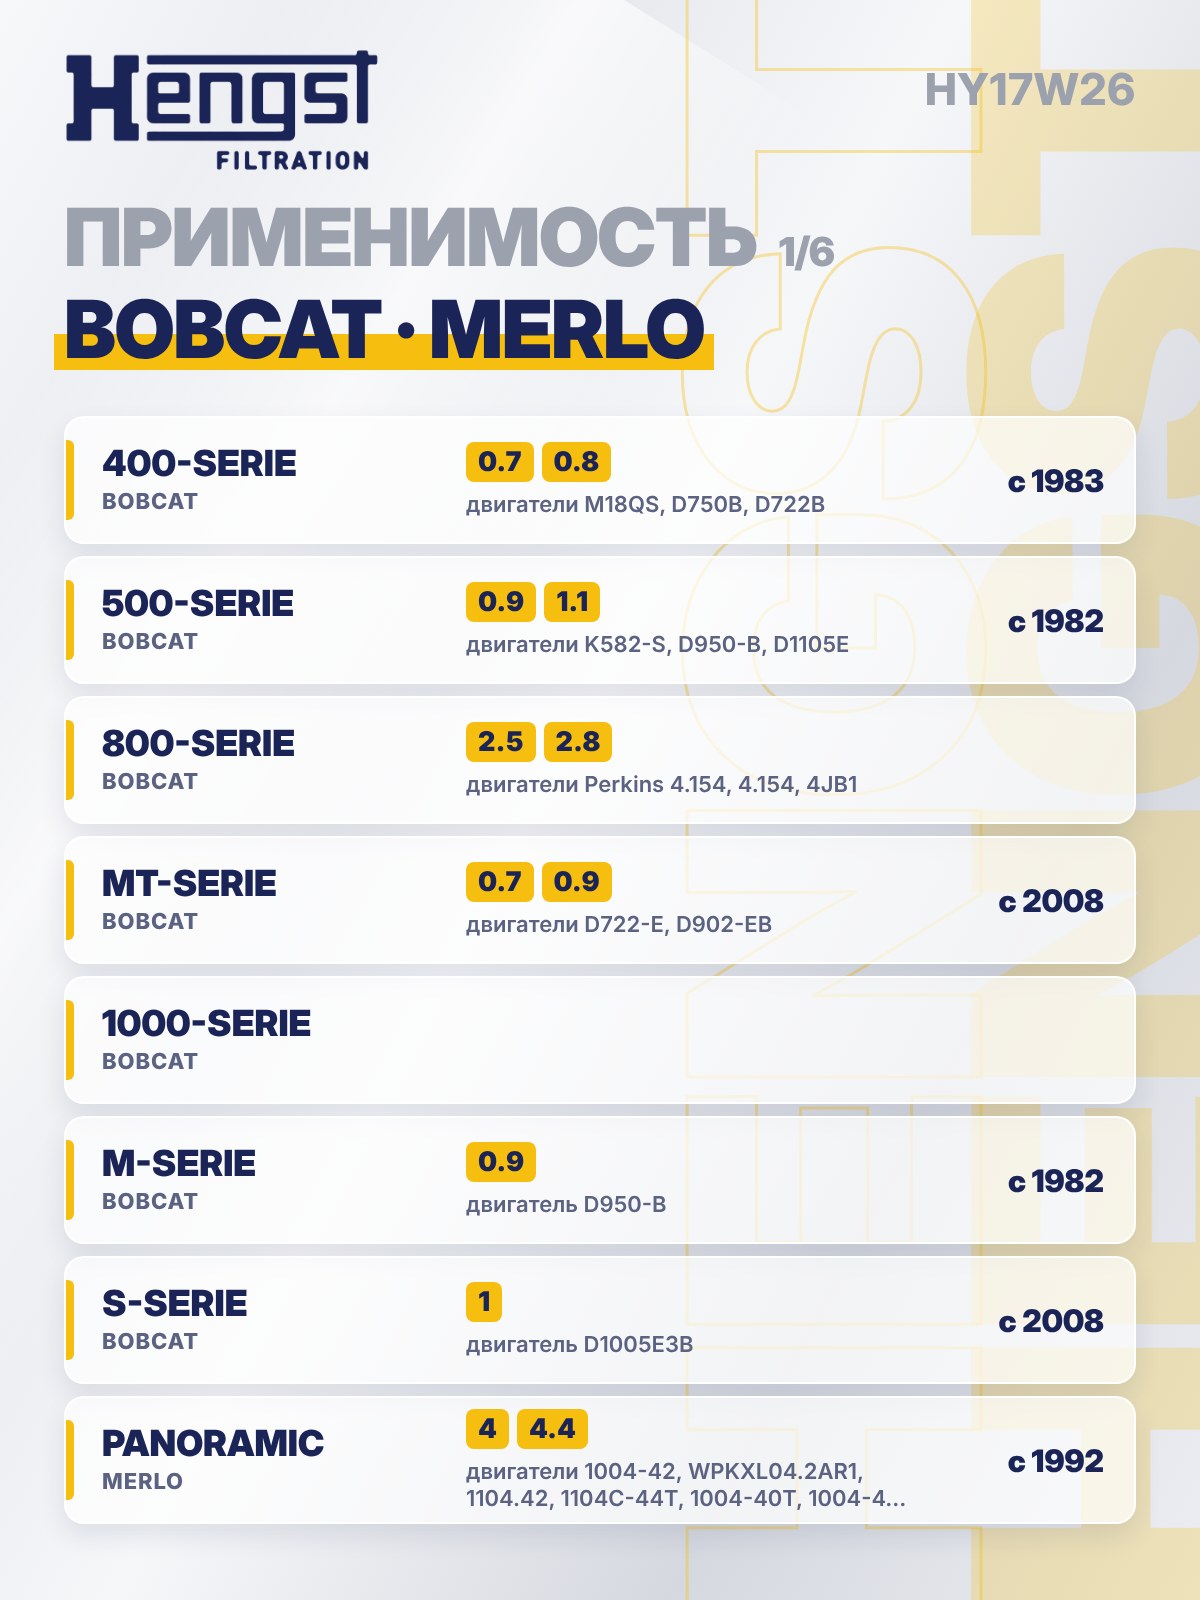 Hengst
FILTRATION
HY17W26
ПРИМЕНИМОСТЬ 1/6
BOBCAT · MERLO
400-SERIE
BOBCAT
0.7 0.8
двигатели M18QS, D750B, D722B
с 1983
500-SERIE
BOBCAT
0.9 1.1
двигатели K582-S, D950-B, D1105E
с 1982
800-SERIE
BOBCAT
2.5 2.8
двигатели Perkins 4.154, 4.154, 4JB1
MT-SERIE
BOBCAT
0.7 0.9
двигатели D722-E, D902-EB
с 2008
1000-SERIE
BOBCAT
M-SERIE
BOBCAT
0.9
двигатель D950-B
с 1982
S-SERIE
BOBCAT
1
двигатель D1005E3B
с 2008
PANORAMIC
MERLO
4 4.4
двигатели 1004-42, WPKXL04.2AR1,
1104.42, 1104C-44T, 1004-40T, 1004-4...
с 1992
HENGST
HENGST